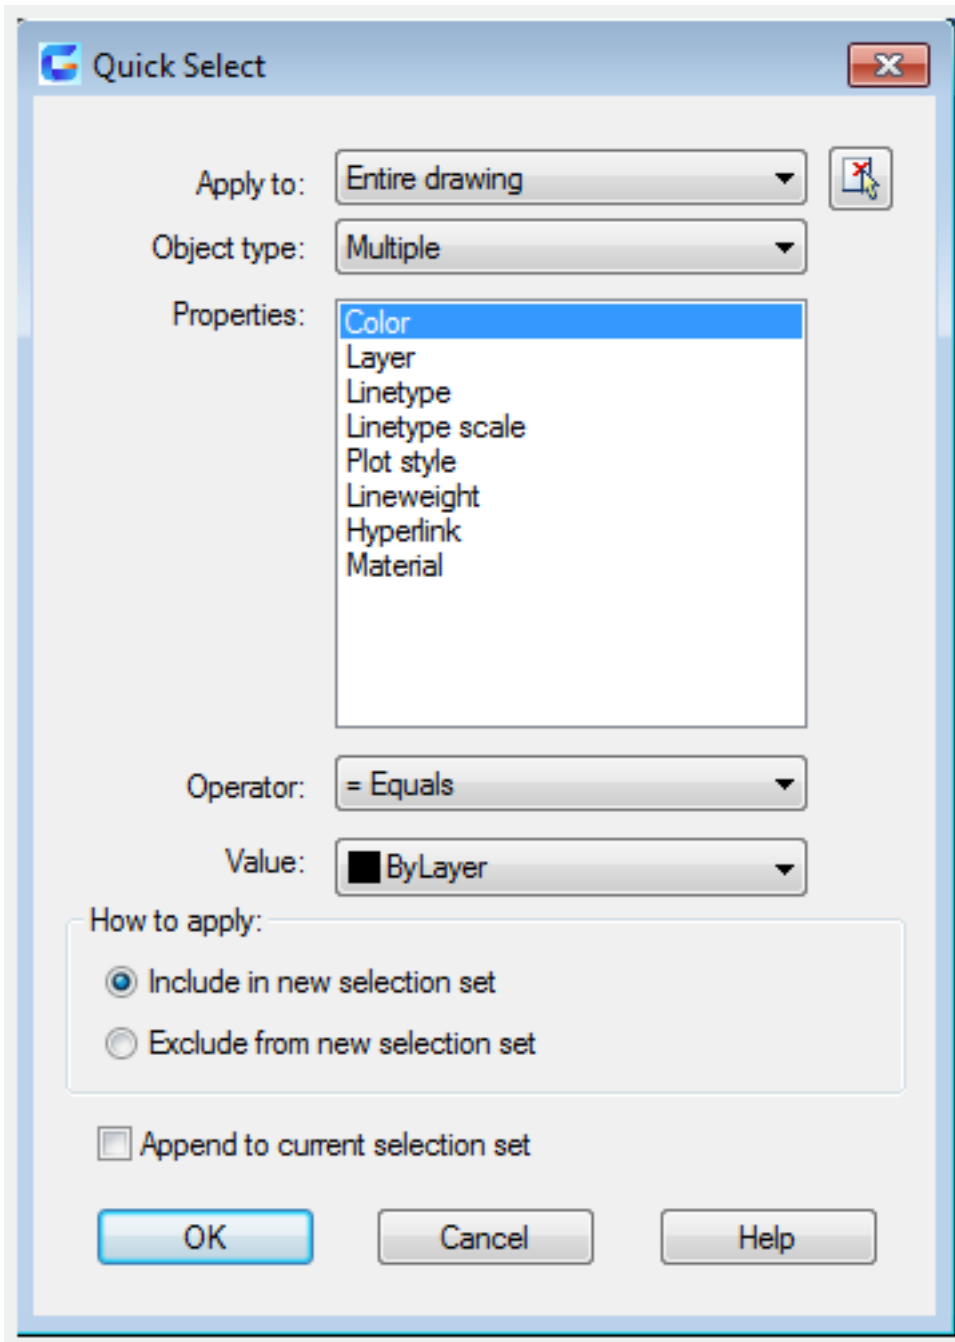 Quick Select
Apply to: Entire drawing
Object type: Multiple
Properties:
Color
Layer
Linetype
Linetype scale
Plot style
Lineweight
Hyperlink
Material
Operator: = Equals
Value: ByLayer
How to apply:
Include in new selection set
Exclude from new selection set
Append to current selection set
OK Cancel Help